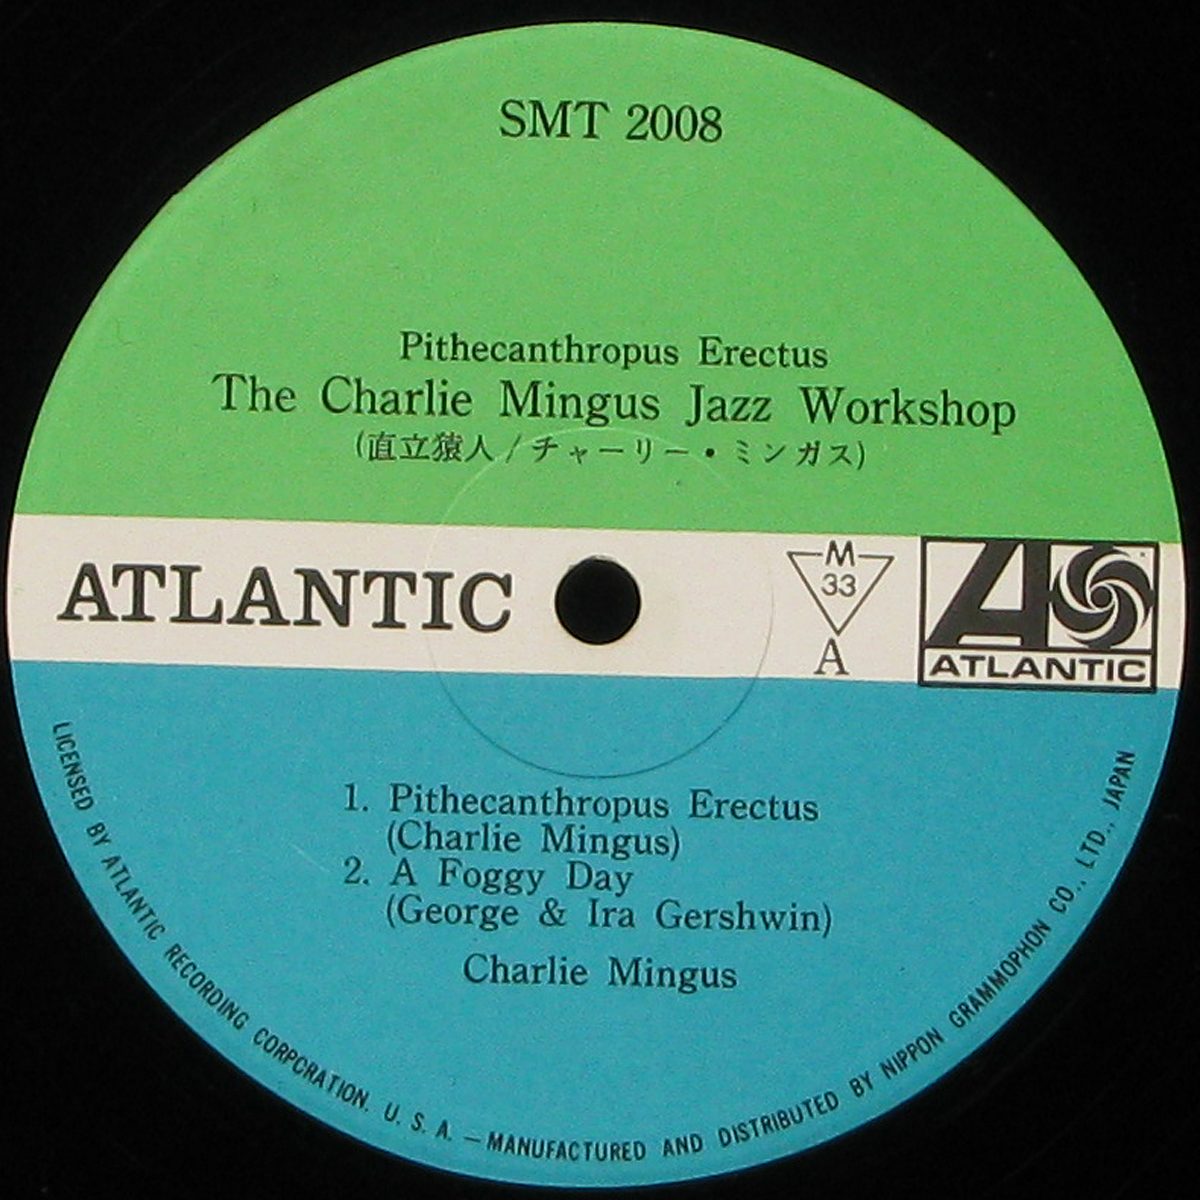 SMT 2008
Pithecanthropus Erectus
The Charlie Mingus Jazz Workshop
(直立猿人/チャーリー・ミンガス)
ATLANTIC
M
33
A
ATLANTIC
1. Pithecanthropus Erectus
(Charlie Mingus)
2. A Foggy Day
(George & Ira Gershwin)
Charlie Mingus
LICENSED BY ATLANTIC RECORDING CORPORATION. U. S. A. — MANUFACTURED AND DISTRIBUTED BY NIPPON GRAMMOPHON CO., LTD., JAPAN